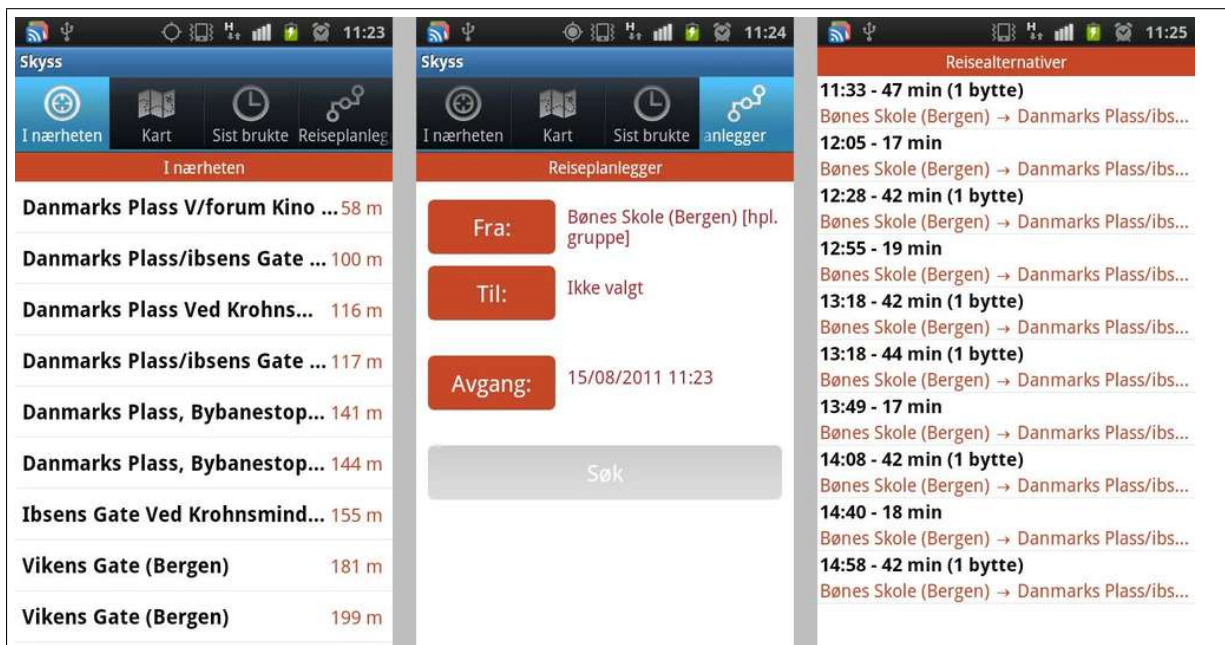 11:23
Skyss
I nærheten Kart Sist brukte Reiseplanleg
I nærheten
Danmarks Plass V/forum Kino ... 58 m
Danmarks Plass/ibsens Gate ... 100 m
Danmarks Plass Ved Krohns... 116 m
Danmarks Plass/ibsens Gate ... 117 m
Danmarks Plass, Bybanestop... 141 m
Danmarks Plass, Bybanestop... 144 m
Ibsens Gate Ved Krohnsmind... 155 m
Vikens Gate (Bergen) 181 m
Vikens Gate (Bergen) 199 m
H 11:24
Skyss
I nærheten Kart Sist brukte anlegger
Reiseplanlegger
Fra: Bønes Skole (Bergen) [hpl.
gruppe]
Til: Ikke valgt
Avgang: 15/08/2011 11:23
Søk
H 11:25
Reisealternativer
11:33 - 47 min (1 bytte)
Bønes Skole (Bergen) → Danmarks Plass/ibs...
12:05 - 17 min
Bønes Skole (Bergen) → Danmarks Plass/ibs...
12:28 - 42 min (1 bytte)
Bønes Skole (Bergen) → Danmarks Plass/ibs...
12:55 - 19 min
Bønes Skole (Bergen) → Danmarks Plass/ibs...
13:18 - 42 min (1 bytte)
Bønes Skole (Bergen) → Danmarks Plass/ibs...
13:18 - 44 min (1 bytte)
Bønes Skole (Bergen) → Danmarks Plass/ibs...
13:49 - 17 min
Bønes Skole (Bergen) → Danmarks Plass/ibs...
14:08 - 42 min (1 bytte)
Bønes Skole (Bergen) → Danmarks Plass/ibs...
14:40 - 18 min
Bønes Skole (Bergen) → Danmarks Plass/ibs...
14:58 - 42 min (1 bytte)
Bønes Skole (Bergen) → Danmarks Plass/ibs...